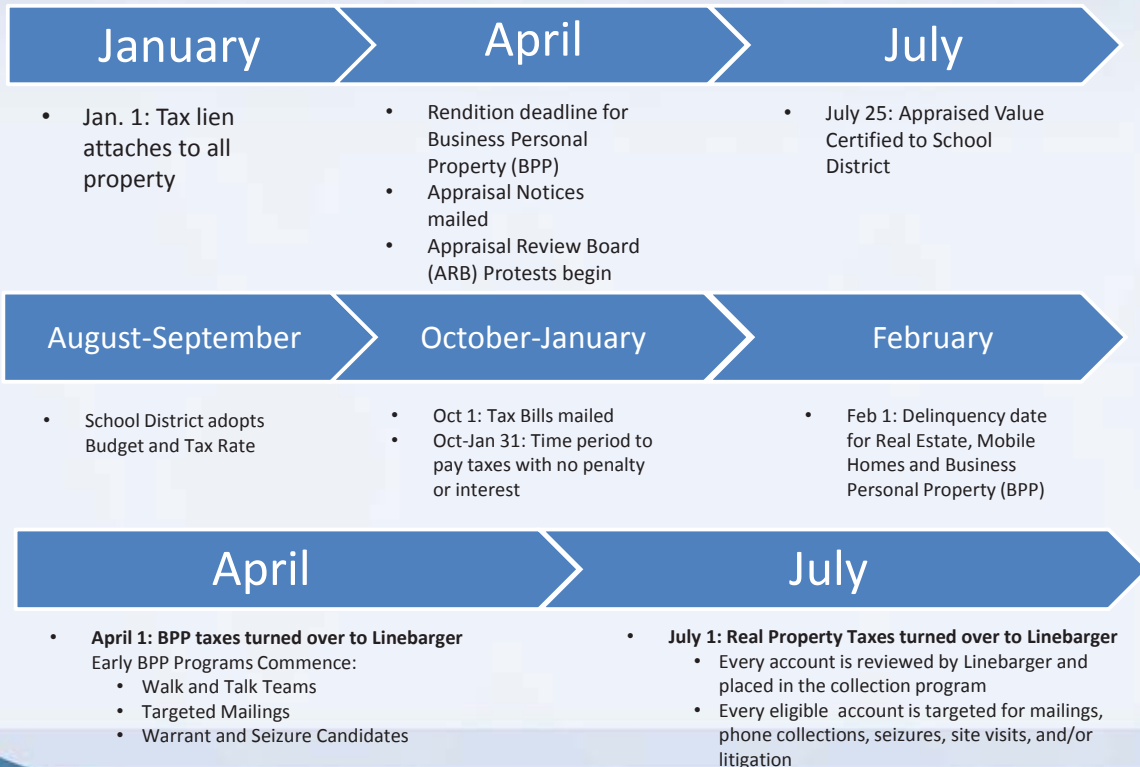 January
• Jan. 1: Tax lien
attaches to all
property
April
• Rendition deadline for
Business Personal
Property (BPP)
• Appraisal Notices
mailed
• Appraisal Review Board
(ARB) Protests begin
July
• July 25: Appraised Value
Certified to School
District
August-September
• School District adopts
Budget and Tax Rate
October-January
• Oct 1: Tax Bills mailed
• Oct-Jan 31: Time period to
pay taxes with no penalty
or interest
February
• Feb 1: Delinquency date
for Real Estate, Mobile
Homes and Business
Personal Property (BPP)
April
• April 1: BPP taxes turned over to Linebarger
Early BPP Programs Commence:
• Walk and Talk Teams
• Targeted Mailings
• Warrant and Seizure Candidates
July
• July 1: Real Property Taxes turned over to Linebarger
• Every account is reviewed by Linebarger and
placed in the collection program
• Every eligible account is targeted for mailings,
phone collections, seizures, site visits, and/or
litigation